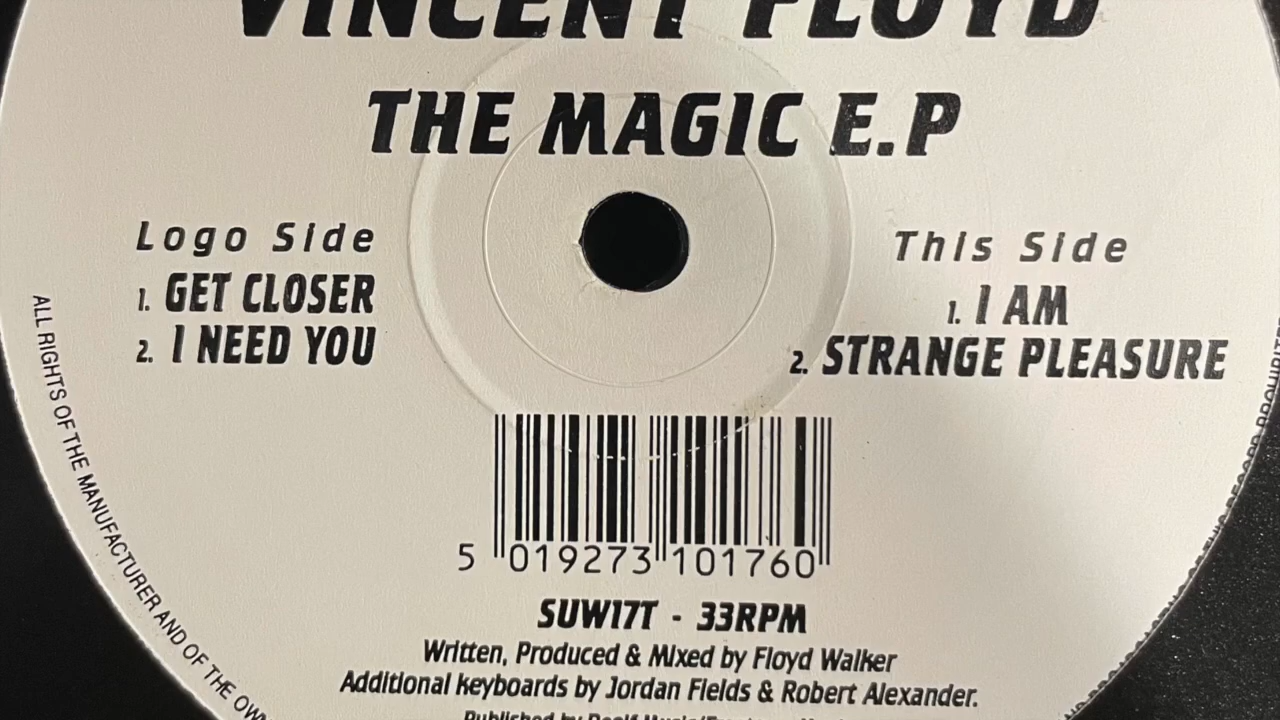 VINCENT FLOYD
THE MAGIC E.P
Logo Side
1. GET CLOSER
2. I NEED YOU
This Side
1. I AM
2. STRANGE PLEASURE
5 019273 101760
SUW17T - 33RPM
Written, Produced & Mixed by Floyd Walker
Additional keyboards by Jordan Fields & Robert Alexander.
Published by
ALL RIGHTS OF THE MANUFACTURER AND OF THE